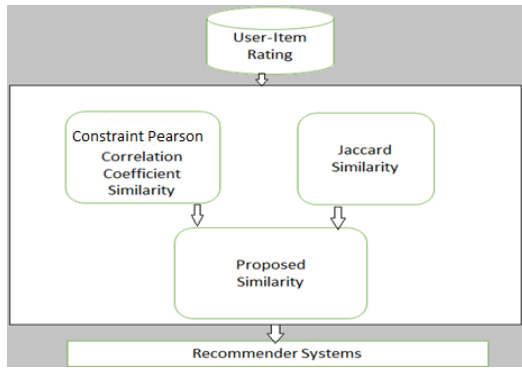 User-Item
Rating
Constraint Pearson
Correlation
Coefficient
Similarity
Jaccard
Similarity
Proposed
Similarity
Recommender Systems